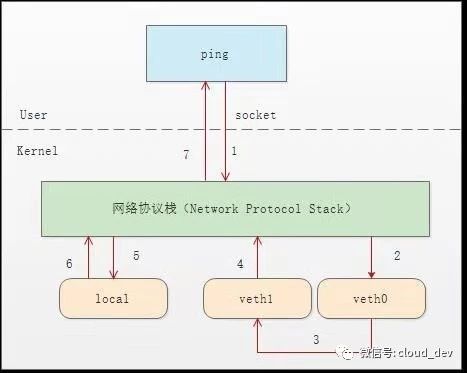 ping
User
socket
Kernel
7
1
网络协议栈（Network Protocol Stack）
6
5
4
2
local
veth1
veth0
3
微信号:cloud_dev